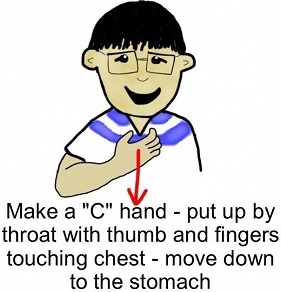 Make a "C" hand - put up by
throat with thumb and fingers
touching chest - move down
to the stomach